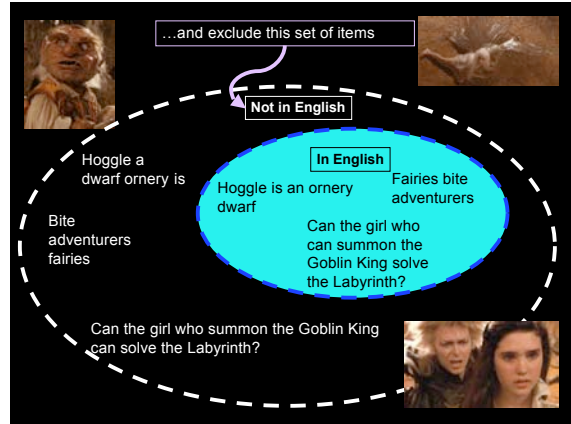 …and exclude this set of items
Not in English
In English
Hoggle a
dwarf ornery is
Hoggle is an ornery
dwarf
Fairies bite
adventurers
Bite
adventurers
fairies
Can the girl who
can summon the
Goblin King solve
the Labyrinth?
Can the girl who summon the Goblin King
can solve the Labyrinth?